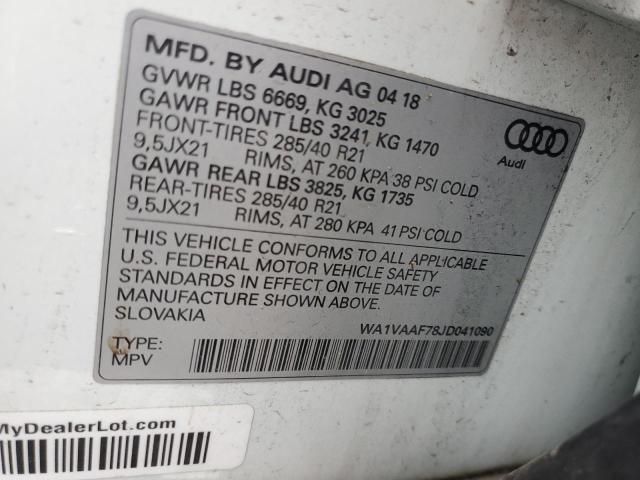 MFD. BY AUDI AG 04 18
GVWR LBS 6669, KG 3025
GAWR FRONT LBS 3241, KG 1470
FRONT-TIRES 285/40 R21
9,5JX21 RIMS, AT 260 KPA 38 PSI COLD
GAWR REAR LBS 3825, KG 1735
REAR-TIRES 285/40 R21
9,5JX21 RIMS, AT 280 KPA 41 PSI COLD
Audi
THIS VEHICLE CONFORMS TO ALL APPLICABLE
U.S. FEDERAL MOTOR VEHICLE SAFETY
STANDARDS IN EFFECT ON THE DATE OF
MANUFACTURE SHOWN ABOVE.
SLOVAKIA
WA1VAAF78JD041090
TYPE:
MPV
MyDealerLot.com